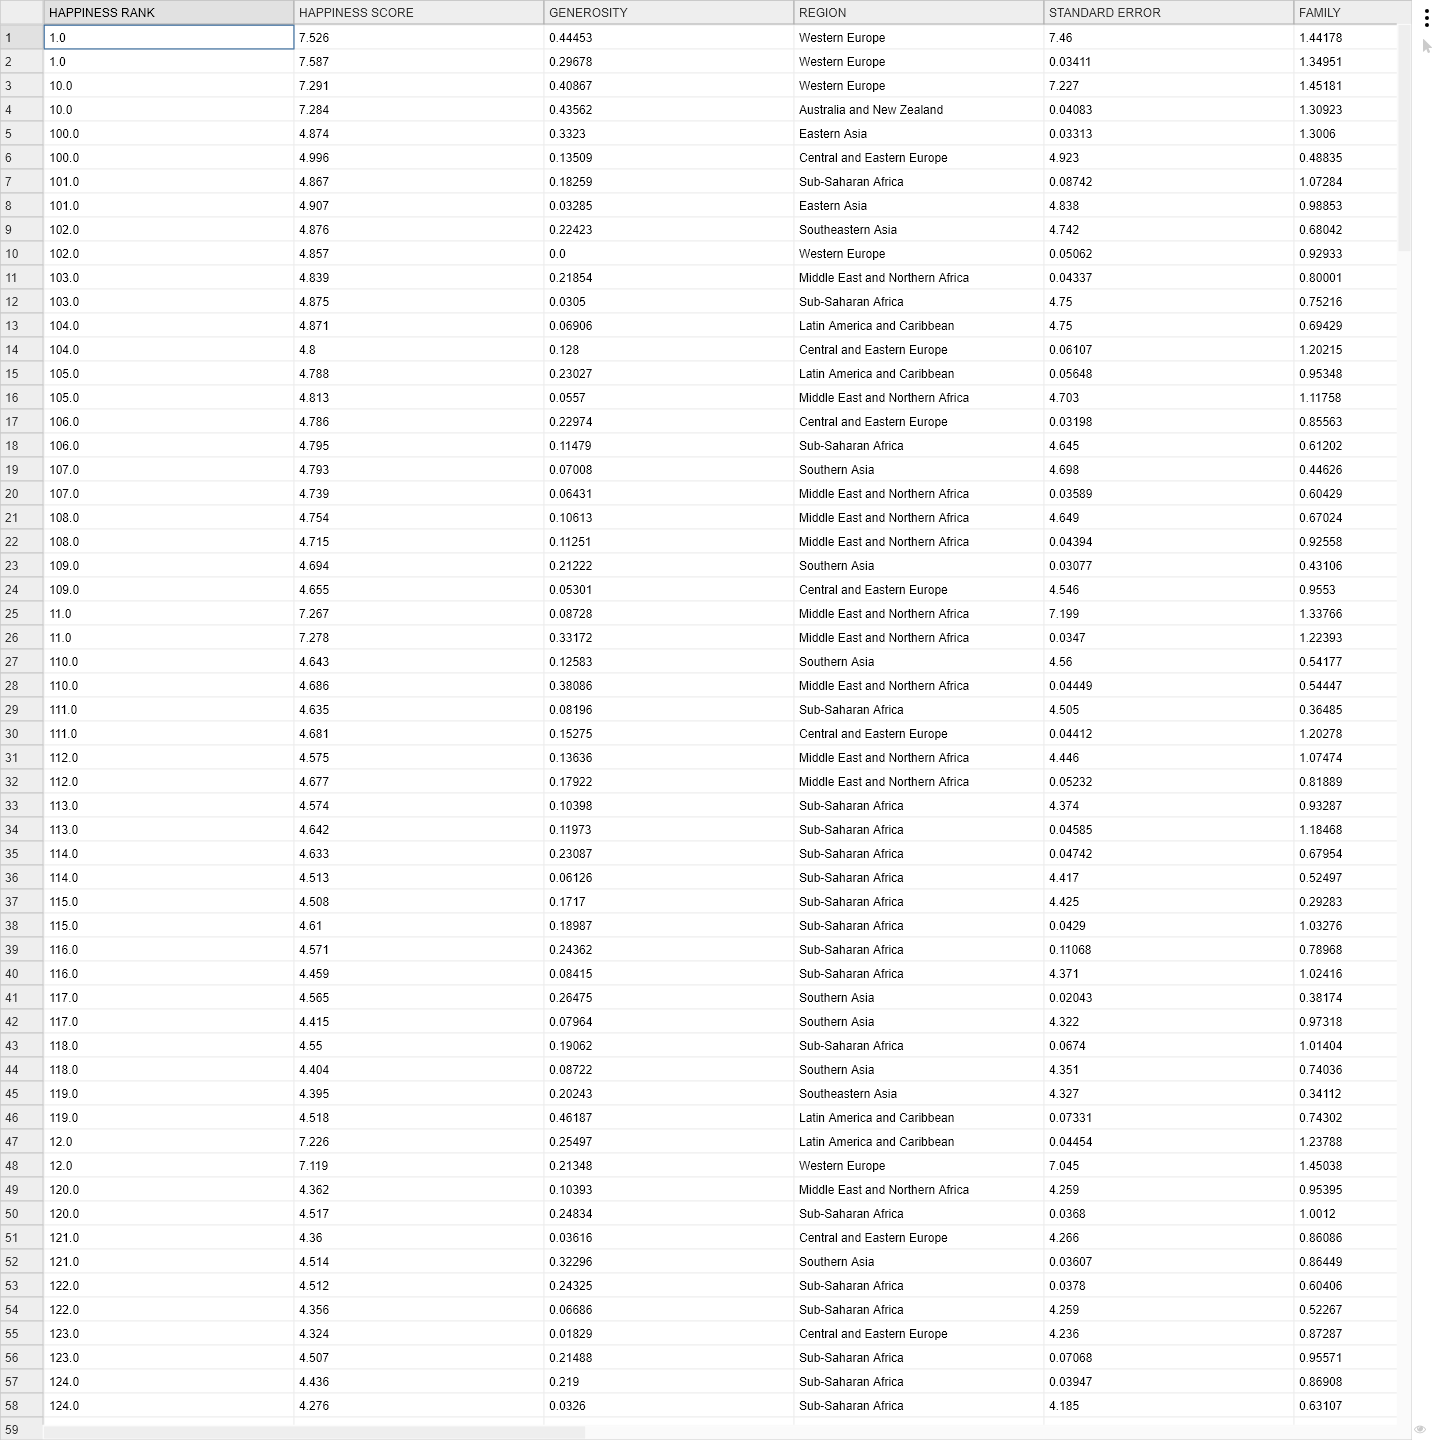 HAPPINESS RANK HAPPINESS SCORE GENEROSITY REGION STANDARD ERROR FAMILY
1 1.0 7.526 0.44453 Western Europe 7.46 1.44178
2 1.0 7.587 0.29678 Western Europe 0.03411 1.34951
3 10.0 7.291 0.40867 Western Europe 7.227 1.45181
4 10.0 7.284 0.43562 Australia and New Zealand 0.04083 1.30923
5 100.0 4.874 0.3323 Eastern Asia 0.03313 1.3006
6 100.0 4.996 0.13509 Central and Eastern Europe 4.923 0.48835
7 101.0 4.867 0.18259 Sub-Saharan Africa 0.08742 1.07284
8 101.0 4.907 0.03285 Eastern Asia 4.838 0.98853
9 102.0 4.876 0.22423 Southeastern Asia 4.742 0.68042
10 102.0 4.857 0.0 Western Europe 0.05062 0.92933
11 103.0 4.839 0.21854 Middle East and Northern Africa 0.04337 0.80001
12 103.0 4.875 0.0305 Sub-Saharan Africa 4.75 0.75216
13 104.0 4.871 0.06906 Latin America and Caribbean 4.75 0.69429
14 104.0 4.8 0.128 Central and Eastern Europe 0.06107 1.20215
15 105.0 4.788 0.23027 Latin America and Caribbean 0.05648 0.95348
16 105.0 4.813 0.0557 Middle East and Northern Africa 4.703 1.11758
17 106.0 4.786 0.22974 Central and Eastern Europe 0.03198 0.85563
18 106.0 4.795 0.11479 Sub-Saharan Africa 4.645 0.61202
19 107.0 4.793 0.07008 Southern Asia 4.698 0.44626
20 107.0 4.739 0.06431 Middle East and Northern Africa 0.03589 0.60429
21 108.0 4.754 0.10613 Middle East and Northern Africa 4.649 0.67024
22 108.0 4.715 0.11251 Middle East and Northern Africa 0.04394 0.92558
23 109.0 4.694 0.21222 Southern Asia 0.03077 0.43106
24 109.0 4.655 0.05301 Central and Eastern Europe 4.546 0.9553
25 11.0 7.267 0.08728 Middle East and Northern Africa 7.199 1.33766
26 11.0 7.278 0.33172 Middle East and Northern Africa 0.0347 1.22393
27 110.0 4.643 0.12583 Southern Asia 4.56 0.54177
28 110.0 4.686 0.38086 Middle East and Northern Africa 0.04449 0.54447
29 111.0 4.635 0.08196 Sub-Saharan Africa 4.505 0.36485
30 111.0 4.681 0.15275 Central and Eastern Europe 0.04412 1.20278
31 112.0 4.575 0.13636 Middle East and Northern Africa 4.446 1.07474
32 112.0 4.677 0.17922 Middle East and Northern Africa 0.05232 0.81889
33 113.0 4.574 0.10398 Sub-Saharan Africa 4.374 0.93287
34 113.0 4.642 0.11973 Sub-Saharan Africa 0.04585 1.18468
35 114.0 4.633 0.23087 Sub-Saharan Africa 0.04742 0.67954
36 114.0 4.513 0.06126 Sub-Saharan Africa 4.417 0.52497
37 115.0 4.508 0.1717 Sub-Saharan Africa 4.425 0.29283
38 115.0 4.61 0.18987 Sub-Saharan Africa 0.0429 1.03276
39 116.0 4.571 0.24362 Sub-Saharan Africa 0.11068 0.78968
40 116.0 4.459 0.08415 Sub-Saharan Africa 4.371 1.02416
41 117.0 4.565 0.26475 Southern Asia 0.02043 0.38174
42 117.0 4.415 0.07964 Southern Asia 4.322 0.97318
43 118.0 4.55 0.19062 Sub-Saharan Africa 0.0674 1.01404
44 118.0 4.404 0.08722 Southern Asia 4.351 0.74036
45 119.0 4.395 0.20243 Southeastern Asia 4.327 0.34112
46 119.0 4.518 0.46187 Latin America and Caribbean 0.07331 0.74302
47 12.0 7.226 0.25497 Latin America and Caribbean 0.04454 1.23788
48 12.0 7.119 0.21348 Western Europe 7.045 1.45038
49 120.0 4.362 0.10393 Middle East and Northern Africa 4.259 0.95395
50 120.0 4.517 0.24834 Sub-Saharan Africa 0.0368 1.0012
51 121.0 4.36 0.03616 Central and Eastern Europe 4.266 0.86086
52 121.0 4.514 0.32296 Southern Asia 0.03607 0.86449
53 122.0 4.512 0.24325 Sub-Saharan Africa 0.0378 0.60406
54 122.0 4.356 0.06686 Sub-Saharan Africa 4.259 0.52267
55 123.0 4.324 0.01829 Central and Eastern Europe 4.236 0.87287
56 123.0 4.507 0.21488 Sub-Saharan Africa 0.07068 0.95571
57 124.0 4.436 0.219 Sub-Saharan Africa 0.03947 0.86908
58 124.0 4.276 0.0326 Sub-Saharan Africa 4.185 0.63107
59